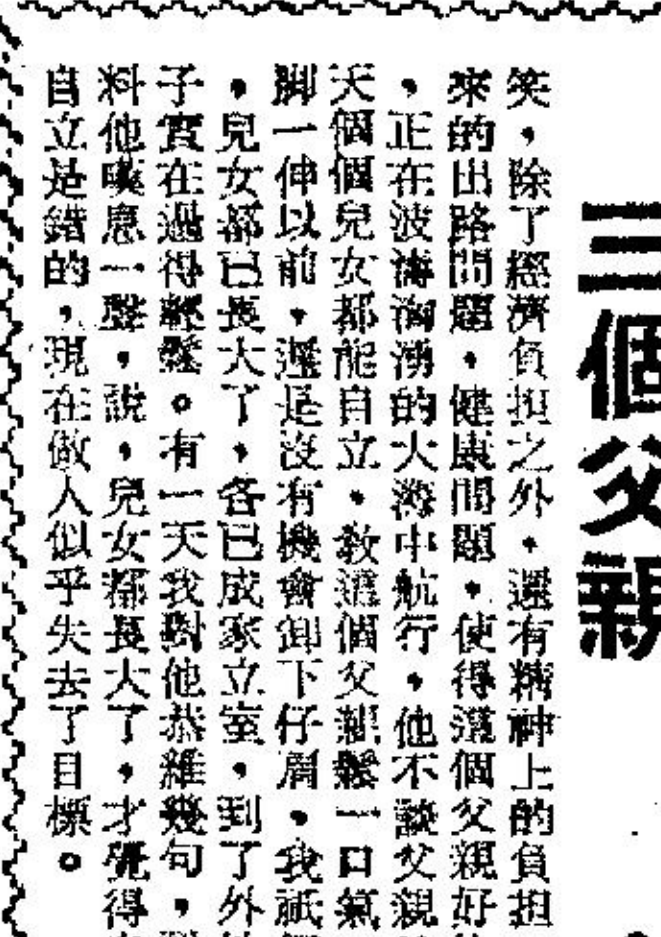 三個父親
笑，除了經濟負担之外，還有精神上的負担
來的出路問題，健康問題，使得這個父親好
，正在波濤洶湧的大海中航行，他不談父親
天個個兒女都能自立，教這個父親鬆一口氣
脚一伸以前，還是沒有機會卸下仔肩，我祇
，兒女都已長大了，各已成家立室，到了外
子實在過得輕鬆。有一天我對他恭維幾句，
料他嘆息一聲，說，兒女都長大了，才覺得
自立是錯的，現在做人似乎失去了目標。